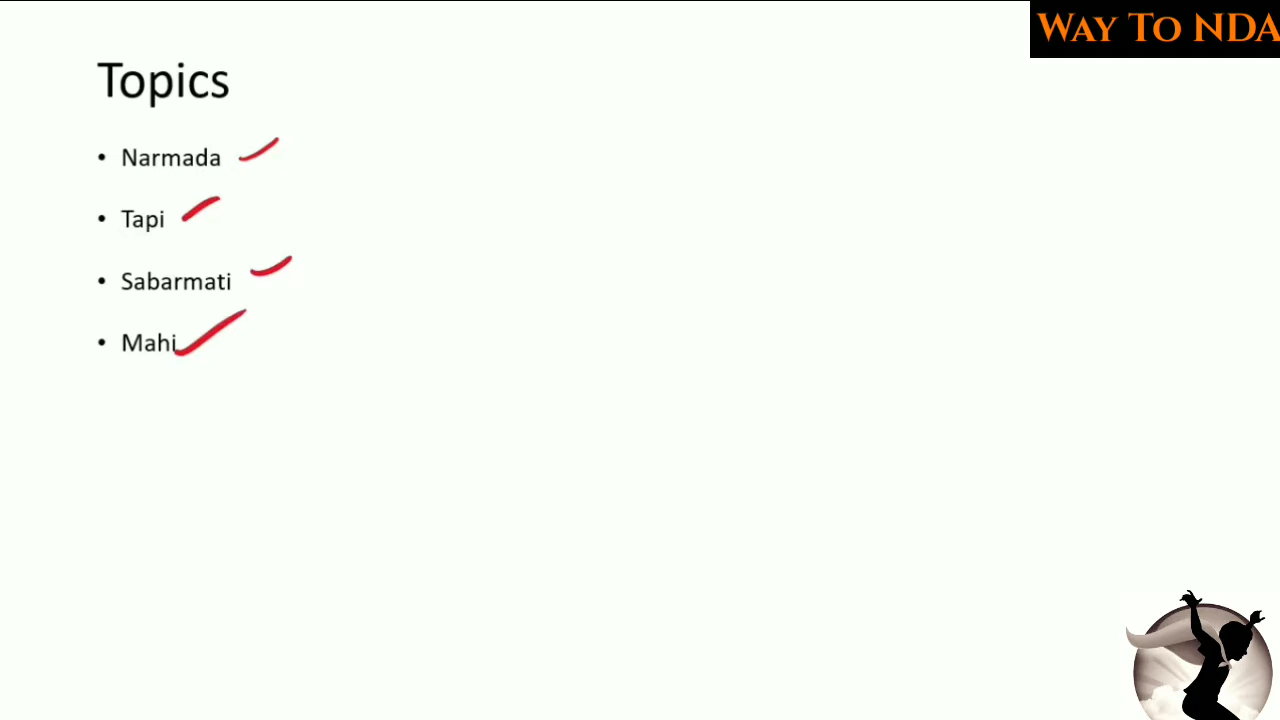 Way To NDA
Topics
• Narmada
• Tapi
• Sabarmati
• Mahi